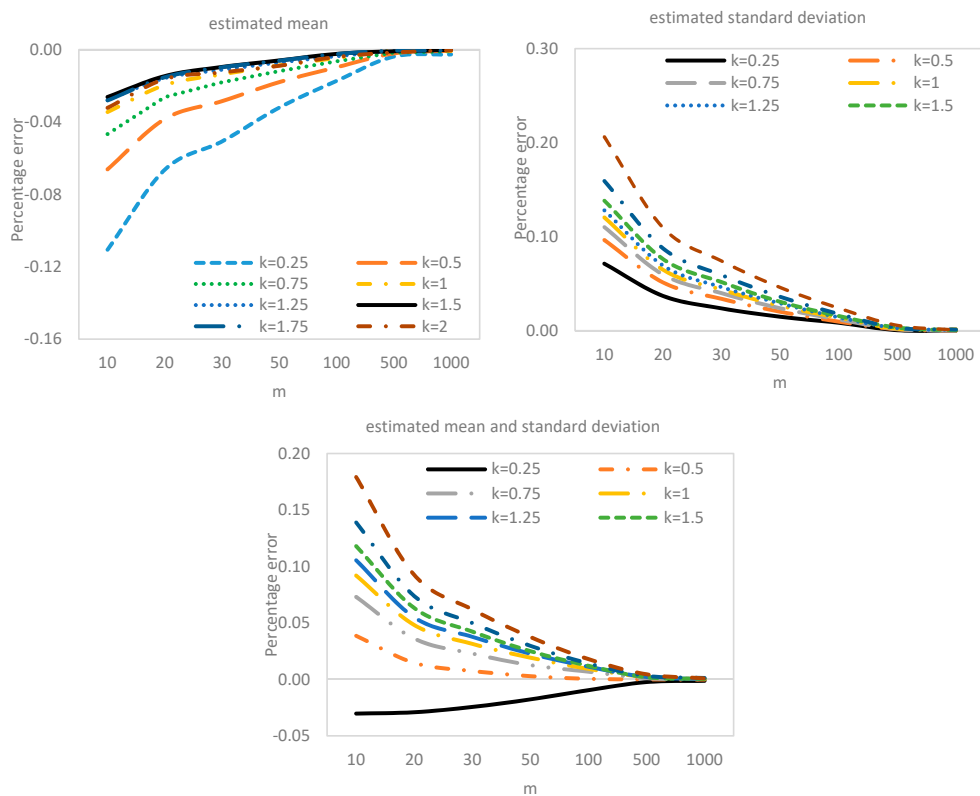 estimated mean
0.00
-0.04
-0.08
-0.12
-0.16
Percentage error
k=0.25 k=0.5
k=0.75 k=1
k=1.25 k=1.5
k=1.75 k=2
10 20 30 50 100 500 1000
m
estimated standard deviation
0.30
0.20
0.10
0.00
Percentage error
k=0.25 k=0.5
k=0.75 k=1
k=1.25 k=1.5
10 20 30 50 100 500 1000
m
estimated mean and standard deviation
0.20
0.15
0.10
0.05
0.00
-0.05
Percentage error
k=0.25 k=0.5
k=0.75 k=1
k=1.25 k=1.5
10 20 30 50 100 500 1000
m